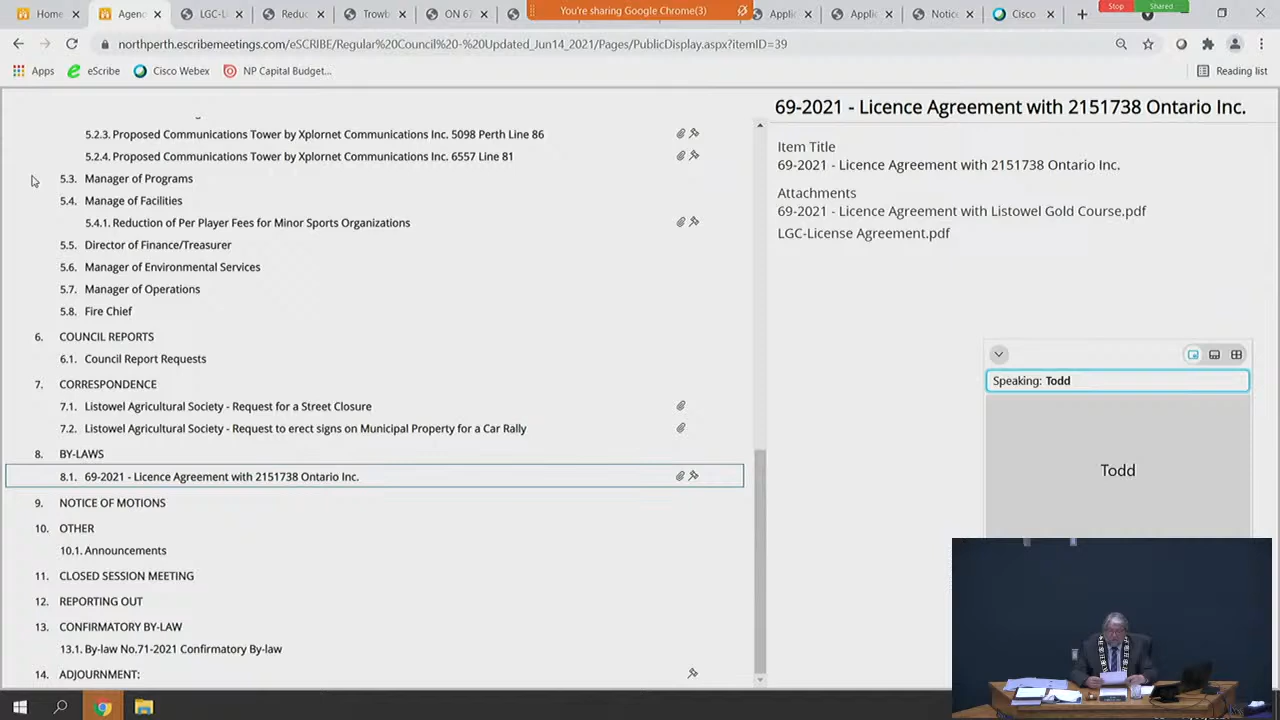 Home
Agen
LGC-L
Reduc
Trowb
ON 6
You're sharing Google Chrome(3)
Applic
Applic
Notice
Cisco
Stop
Shared
northperth.escribemeetings.com/eSCRIBE/Regular%20Council%20-%20Updated_Jun14_2021/Pages/PublicDisplay.aspx?itemID=39
Apps
eScribe
Cisco Webex
NP Capital Budget...
Reading list
5.2.3. Proposed Communications Tower by Xplornet Communications Inc. 5098 Perth Line 86
5.2.4. Proposed Communications Tower by Xplornet Communications Inc. 6557 Line 81
5.3. Manager of Programs
5.4. Manage of Facilities
5.4.1. Reduction of Per Player Fees for Minor Sports Organizations
5.5. Director of Finance/Treasurer
5.6. Manager of Environmental Services
5.7. Manager of Operations
5.8. Fire Chief
6. COUNCIL REPORTS
6.1. Council Report Requests
7. CORRESPONDENCE
7.1. Listowel Agricultural Society - Request for a Street Closure
7.2. Listowel Agricultural Society - Request to erect signs on Municipal Property for a Car Rally
8. BY-LAWS
8.1. 69-2021 - Licence Agreement with 2151738 Ontario Inc.
9. NOTICE OF MOTIONS
10. OTHER
10.1. Announcements
11. CLOSED SESSION MEETING
12. REPORTING OUT
13. CONFIRMATORY BY-LAW
13.1. By-law No.71-2021 Confirmatory By-law
14. ADJOURNMENT:
69-2021 - Licence Agreement with 2151738 Ontario Inc.
Item Title
69-2021 - Licence Agreement with 2151738 Ontario Inc.
Attachments
69-2021 - Licence Agreement with Listowel Gold Course.pdf
LGC-License Agreement.pdf
Speaking: Todd
Todd